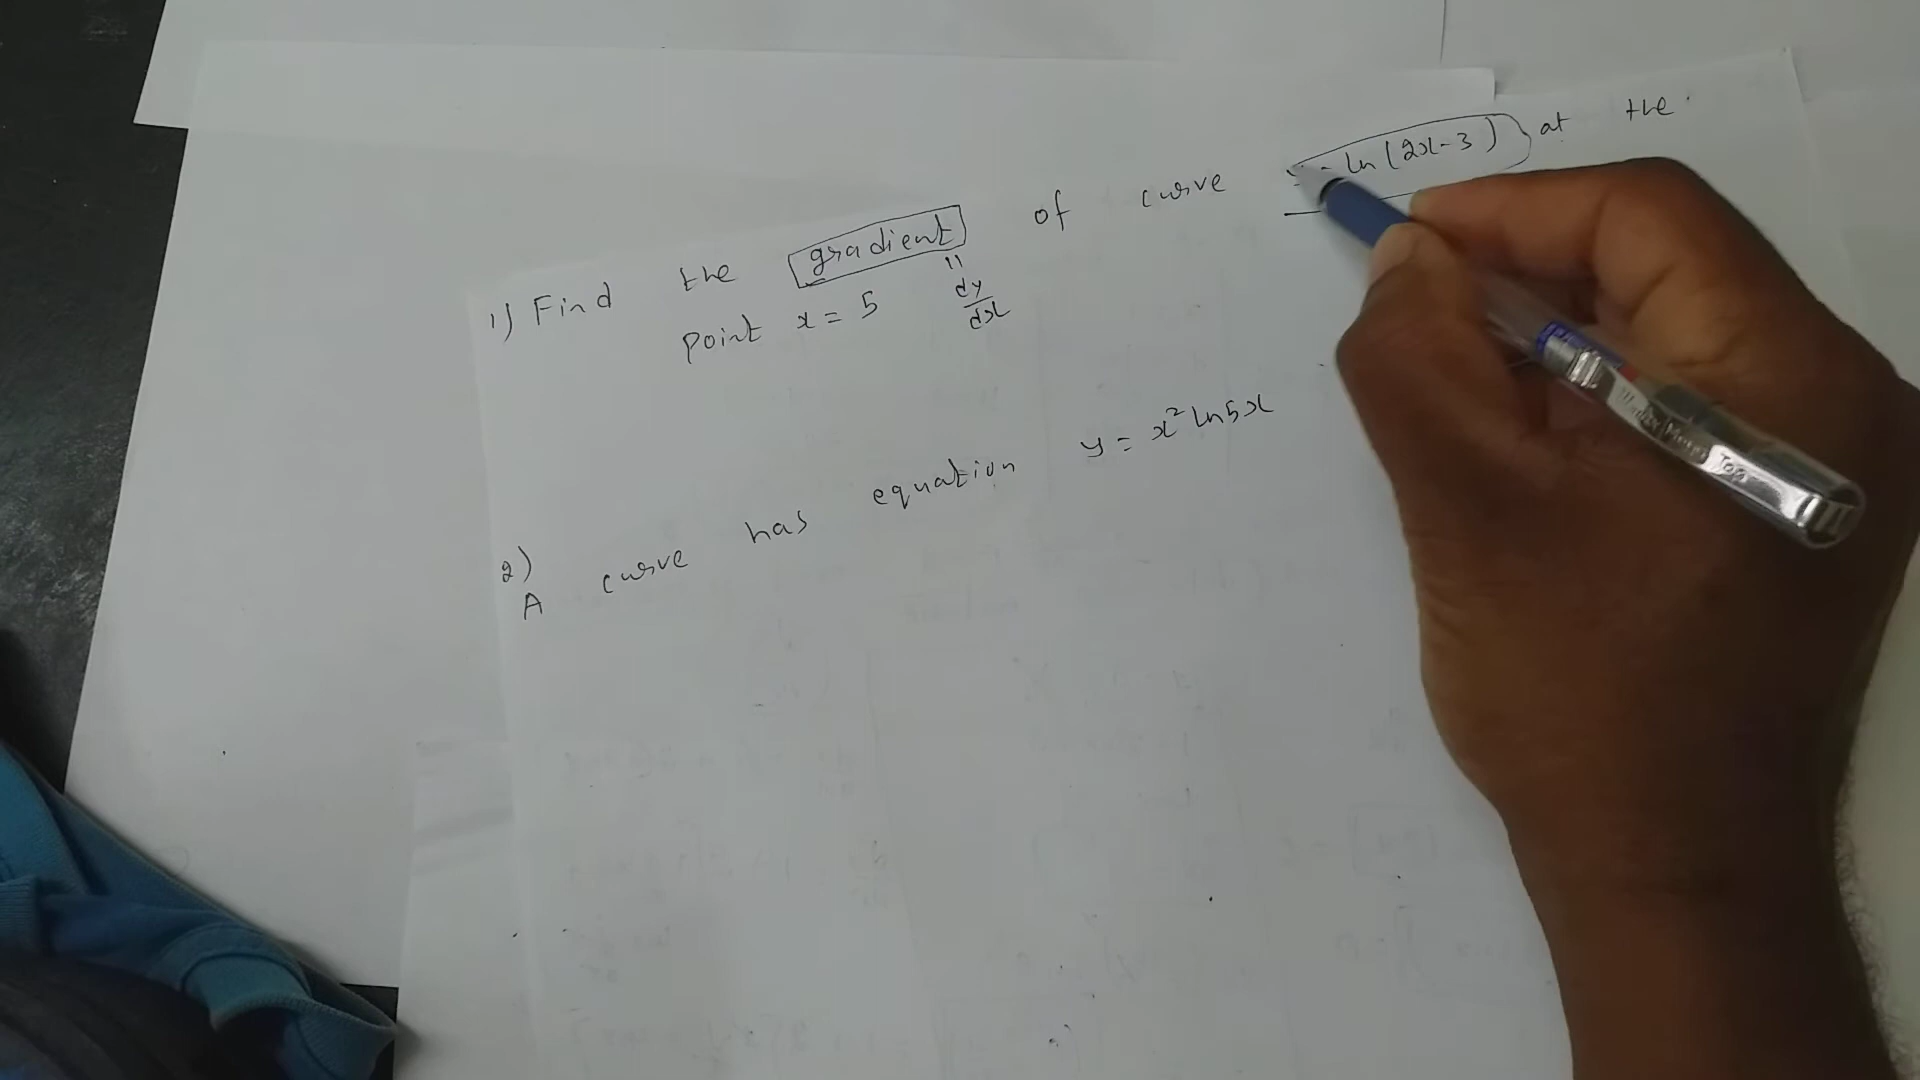 1) Find the gradient of curve = ln(2x-3) at the
point x = 5
||
dy
dx
2)
A curve has equation y = x² ln5x
Top